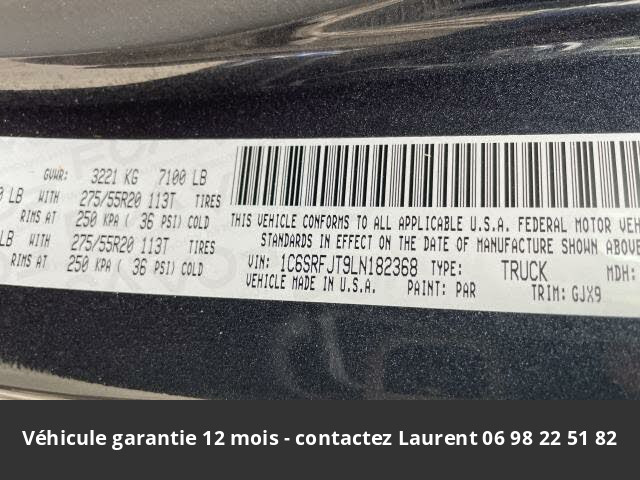 GVWR: 3221 KG 7100 LB
LB WITH 275/55R20 113T TIRES
RIMS AT 250 KPA ( 36 PSI) COLD
LB WITH 275/55R20 113T TIRES
RIMS AT 250 KPA ( 36 PSI) COLD
THIS VEHICLE CONFORMS TO ALL APPLICABLE U.S.A. FEDERAL MOTOR
STANDARDS IN EFFECT ON THE DATE OF MANUFACTURE SHOWN ABOVE
VIN: 1C6SRFJT9LN182368 TYPE: TRUCK MDH:
VEHICLE MADE IN U.S.A. PAINT: PAR TRIM: GJX9
Véhicule garantie 12 mois - contactez Laurent 06 98 22 51 82